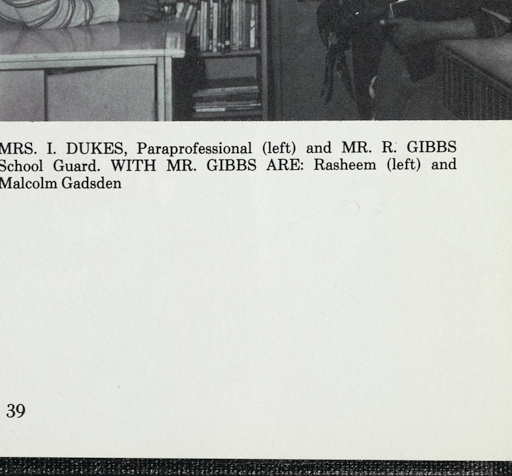 MRS. I. DUKES, Paraprofessional (left) and MR. R. GIBBS
School Guard. WITH MR. GIBBS ARE: Rasheem (left) and
Malcolm Gadsden
39